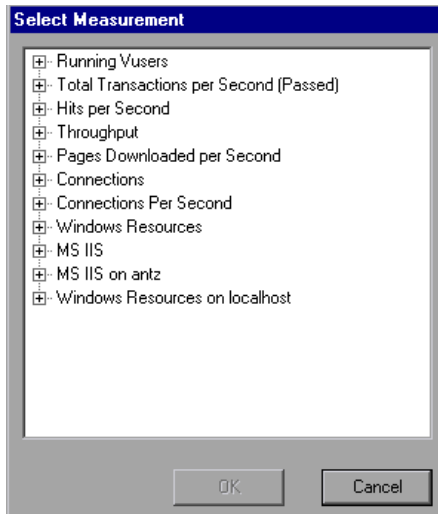 Select Measurement
Running Vusers
Total Transactions per Second (Passed)
Hits per Second
Throughput
Pages Downloaded per Second
Connections
Connections Per Second
Windows Resources
MS IIS
MS IIS on antz
Windows Resources on localhost
OK
Cancel